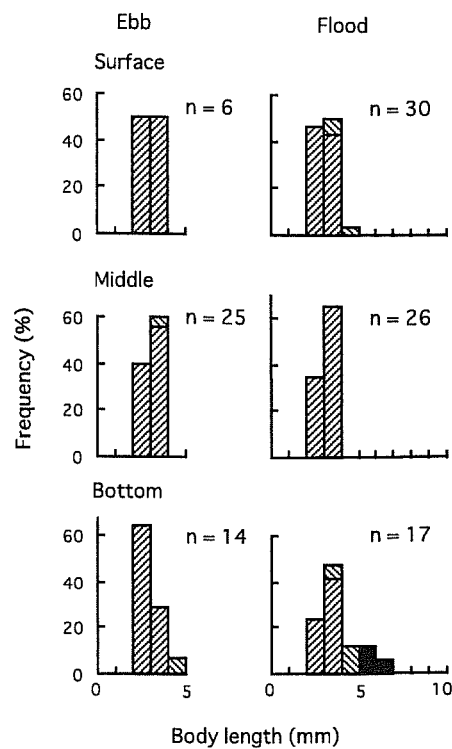 Ebb Flood
Surface
60
40
20
0
n = 6
n = 30
Middle
60
40
20
0
n = 25
n = 26
Frequency (%)
Bottom
60
40
20
0
n = 14
n = 17
0 5 0 5 10
Body length (mm)